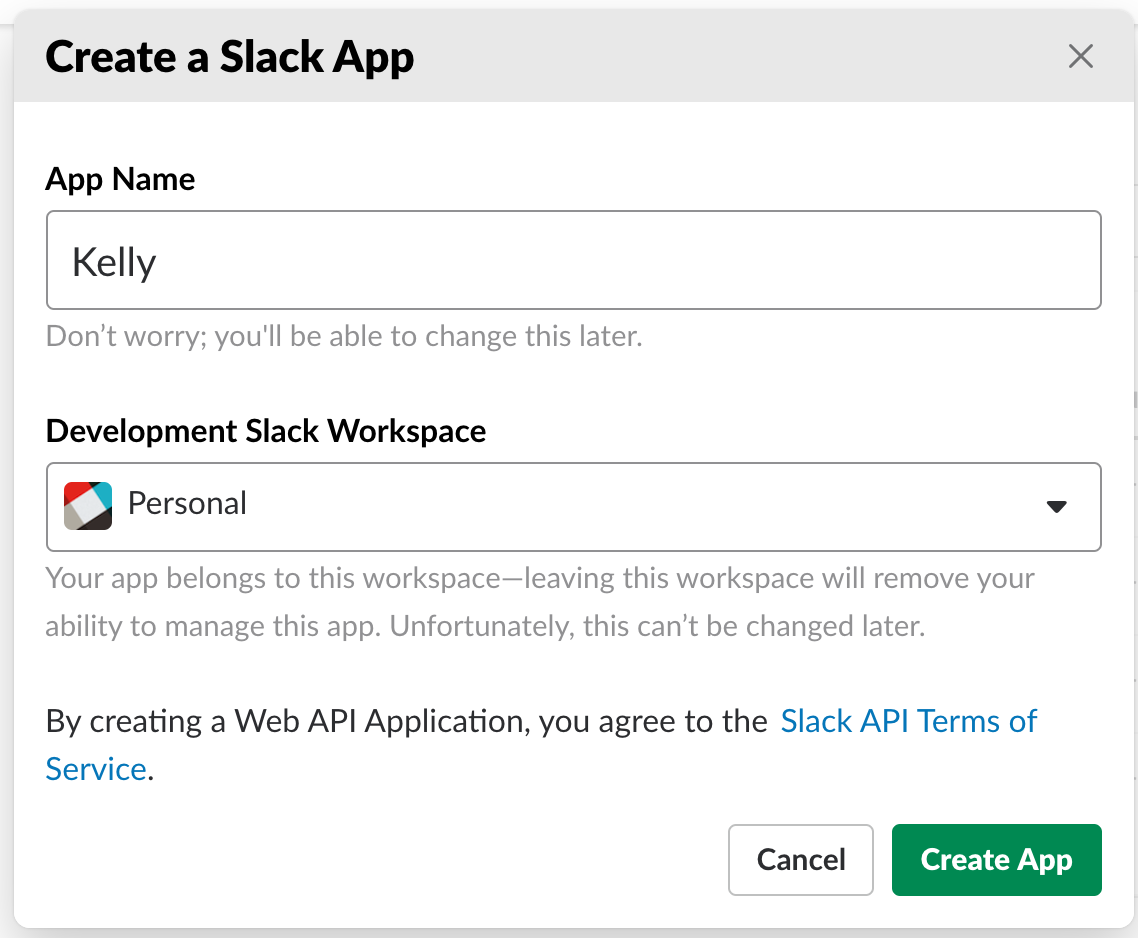 Create a Slack App
App Name
Kelly
Don’t worry; you'll be able to change this later.
Development Slack Workspace
Personal
Your app belongs to this workspace—leaving this workspace will remove your
ability to manage this app. Unfortunately, this can’t be changed later.
By creating a Web API Application, you agree to the Slack API Terms of
Service.
Cancel
Create App